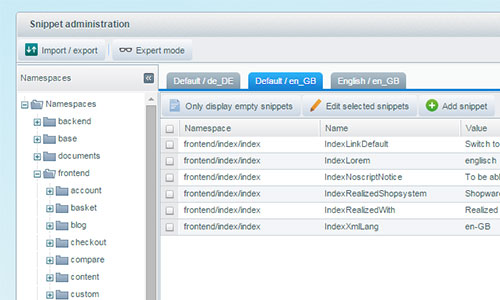 Snippet administration
Import / export
Expert mode
Namespaces
Default / de_DE
Default / en_GB
English / en_GB
Only display empty snippets
Edit selected snippets
Add snippet
Namespace Name Value
frontend/index/index IndexLinkDefault Switch to
frontend/index/index IndexLorem englisch
frontend/index/index IndexNoscriptNotice To be abl
frontend/index/index IndexRealizedShopsystem Shopware
frontend/index/index IndexRealizedWith Realized
frontend/index/index IndexXmlLang en-GB
Namespaces
backend
base
documents
frontend
account
basket
blog
checkout
compare
content
custom